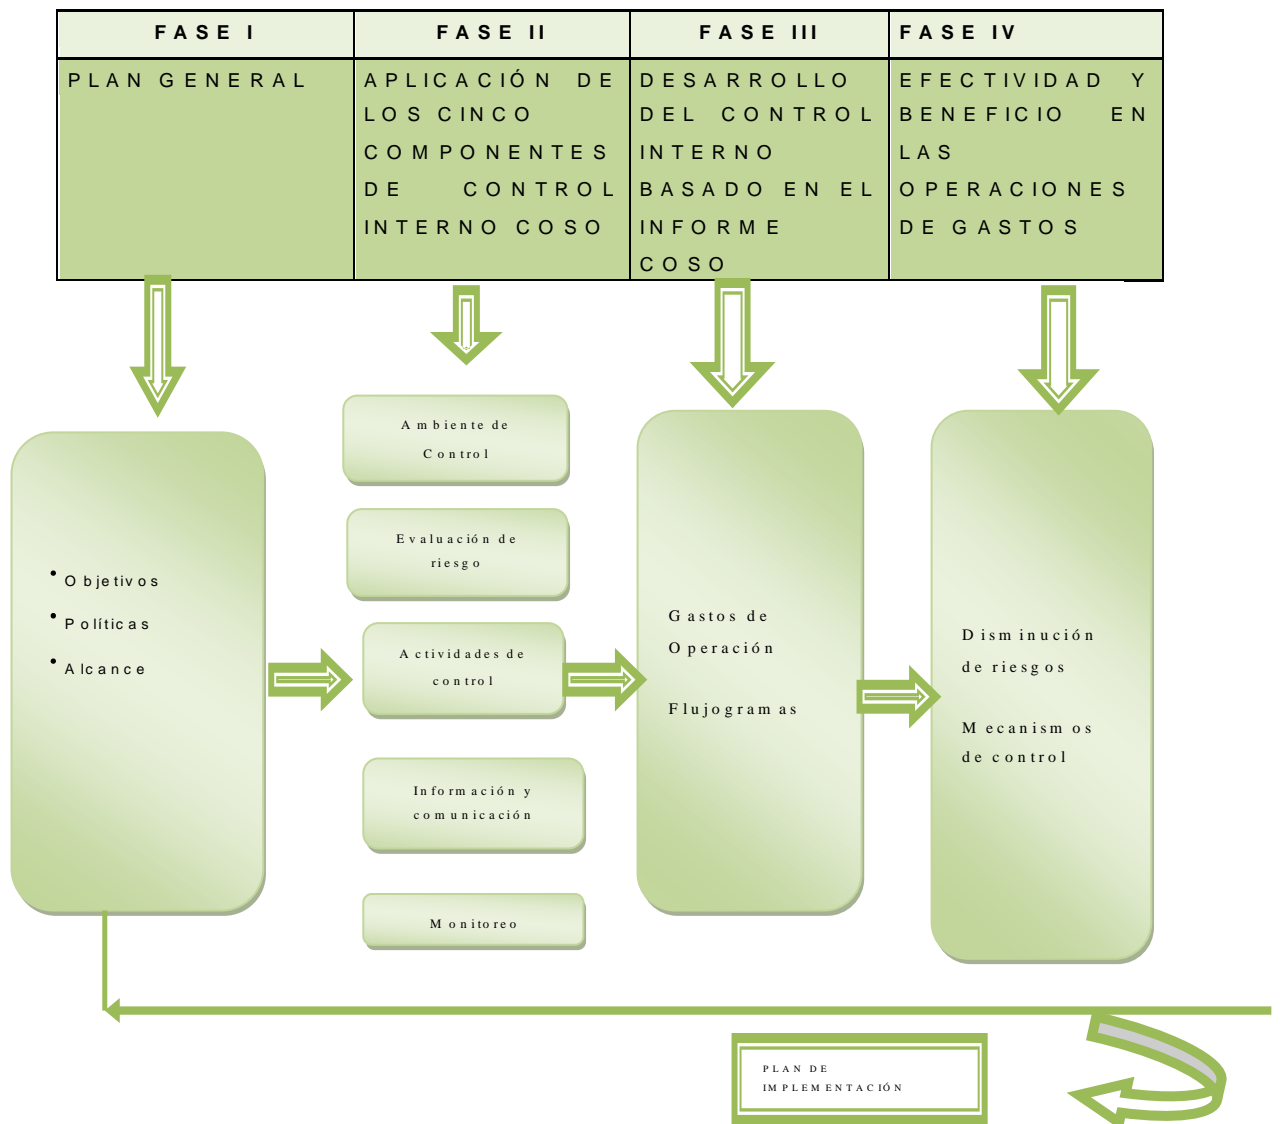 FASE I
FASE II
FASE III
FASE IV
PLAN GENERAL
APLICACIÓN DE
LOS CINCO
COMPONENTES
DE CONTROL
INTERNO COSO
DESARROLLO
DEL CONTROL
INTERNO
BASADO EN EL
INFORME
COSO
EFECTIVIDAD Y
BENEFICIO EN
LAS
OPERACIONES
DE GASTOS
• Objetivos
• Políticas
• Alcance
Ambiente de
Control
Evaluación de
riesgo
Actividades de
control
Información y
comunicación
Monitoreo
Gastos de
Operación
Flujogramas
Disminución
de riesgos
Mecanismos
de control
PLAN DE
IMPLEMENTACIÓN